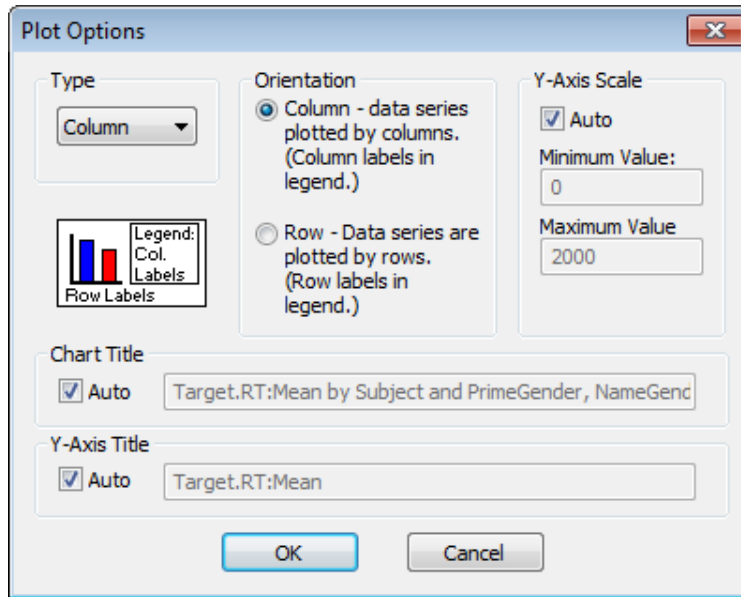 Plot Options
Type
Column
Legend:
Col.
Labels
Row Labels
Orientation
Column - data series
plotted by columns.
(Column labels in
legend.)
Row - Data series are
plotted by rows.
(Row labels in
legend.)
Y-Axis Scale
Auto
Minimum Value:
0
Maximum Value
2000
Chart Title
Auto
Target.RT:Mean by Subject and PrimeGender, NameGend
Y-Axis Title
Auto
Target.RT:Mean
OK
Cancel